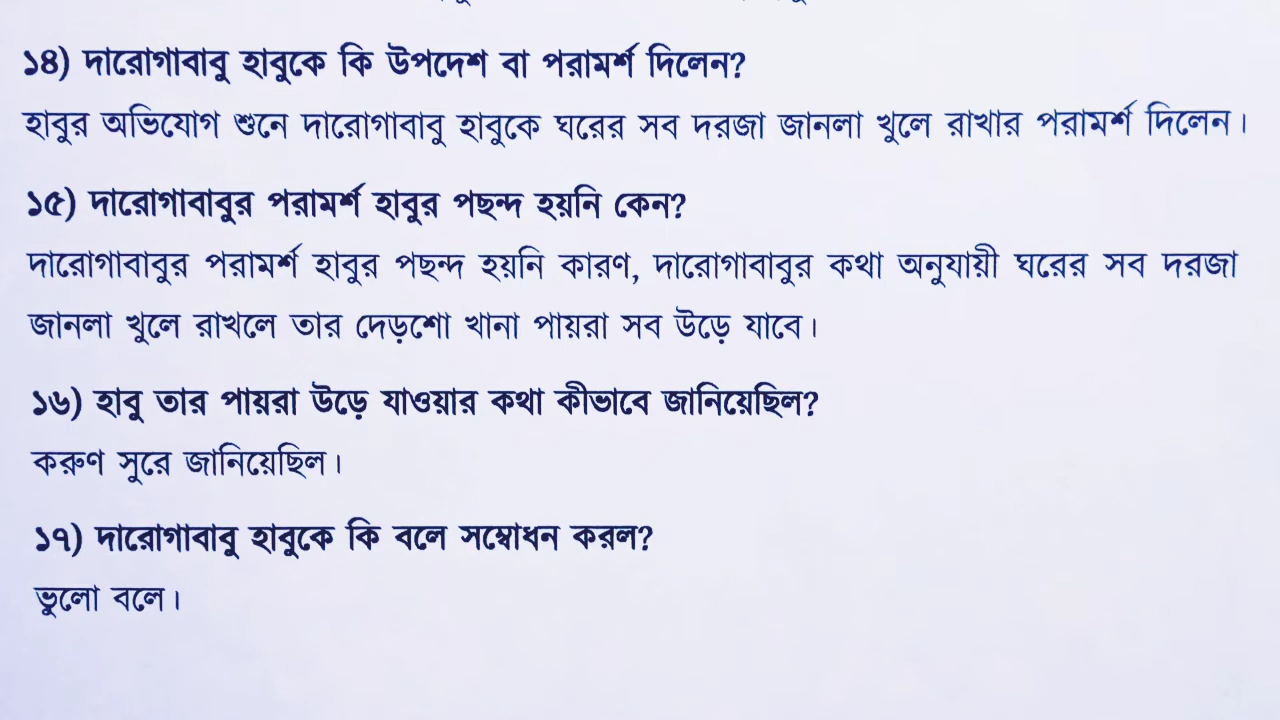 ১৪) দারোগাবাবু হাবুকে কি উপদেশ বা পরামর্শ দিলেন?
হাবুর অভিযোগ শুনে দারোগাবাবু হাবুকে ঘরের সব দরজা জানলা খুলে রাখার পরামর্শ দিলেন।
১৫) দারোগাবাবুর পরামর্শ হাবুর পছন্দ হয়নি কেন?
দারোগাবাবুর পরামর্শ হাবুর পছন্দ হয়নি কারণ, দারোগাবাবুর কথা অনুযায়ী ঘরের সব দরজা
জানলা খুলে রাখলে তার দেড়শো খানা পায়রা সব উড়ে যাবে।
১৬) হাবু তার পায়রা উড়ে যাওয়ার কথা কীভাবে জানিয়েছিল?
করুণ সুরে জানিয়েছিল।
১৭) দারোগাবাবু হাবুকে কি বলে সম্বোধন করল?
ভুলো বলে।